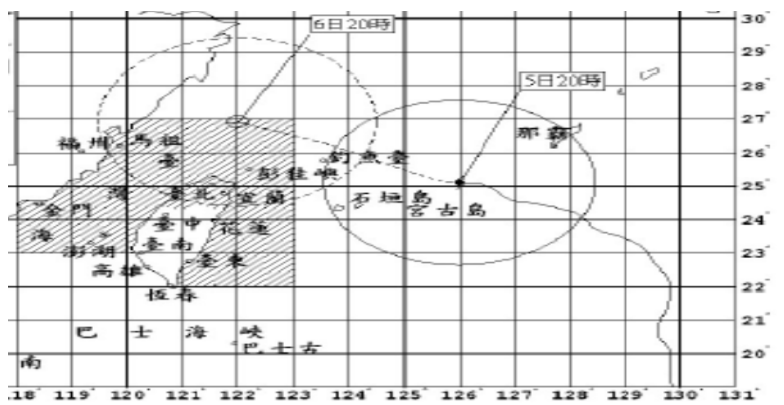 6日20時
5日20時
30°
29°
28°
27°
26°
25°
24°
23°
22°
21°
20°
那霸
福州
馬祖
臺
釣魚臺
彭佳嶼
灣
臺北
宜蘭
石垣島
宮古島
金門
臺中
花蓮
海
澎湖
臺南
臺東
高雄
恆春
巴士海峽
巴士古
南
118° 119° 120° 121° 122° 123° 124° 125° 126° 127° 128° 129° 130° 131°